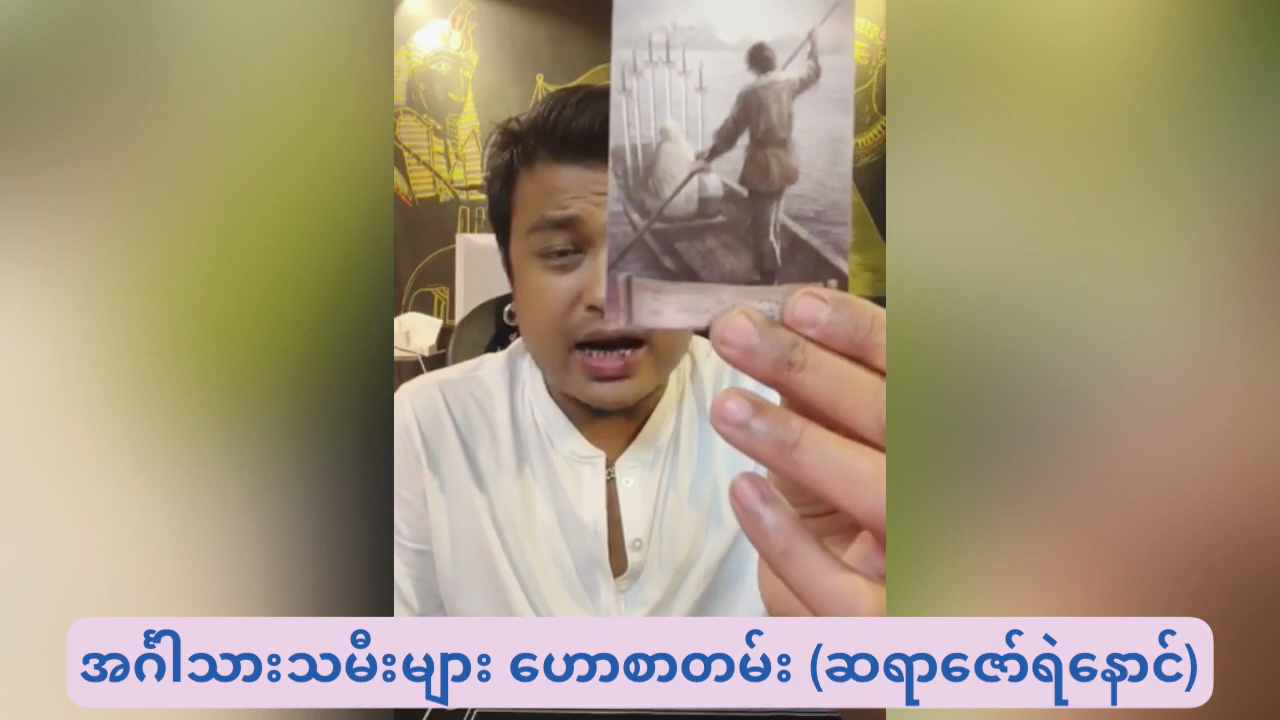 အင်္ဂါသားသမီးများ ဟောစာတမ်း (ဆရာဇော်ရဲနောင်)